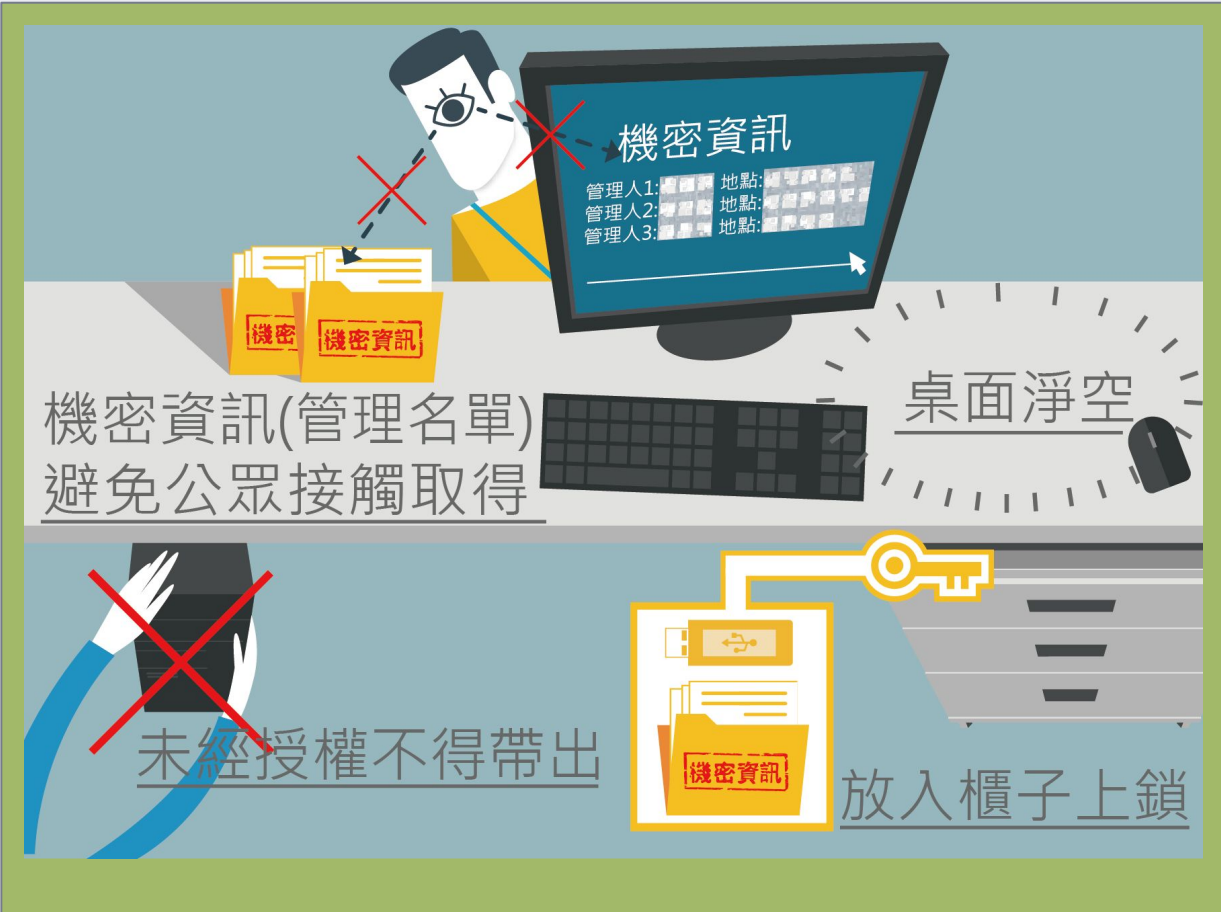 機密資訊
管理人1: 地點:
管理人2: 地點:
管理人3: 地點:
機密
機密資訊
機密資訊(管理名單)
避免公眾接觸取得
桌面淨空
未經授權不得帶出
機密資訊
放入櫃子上鎖